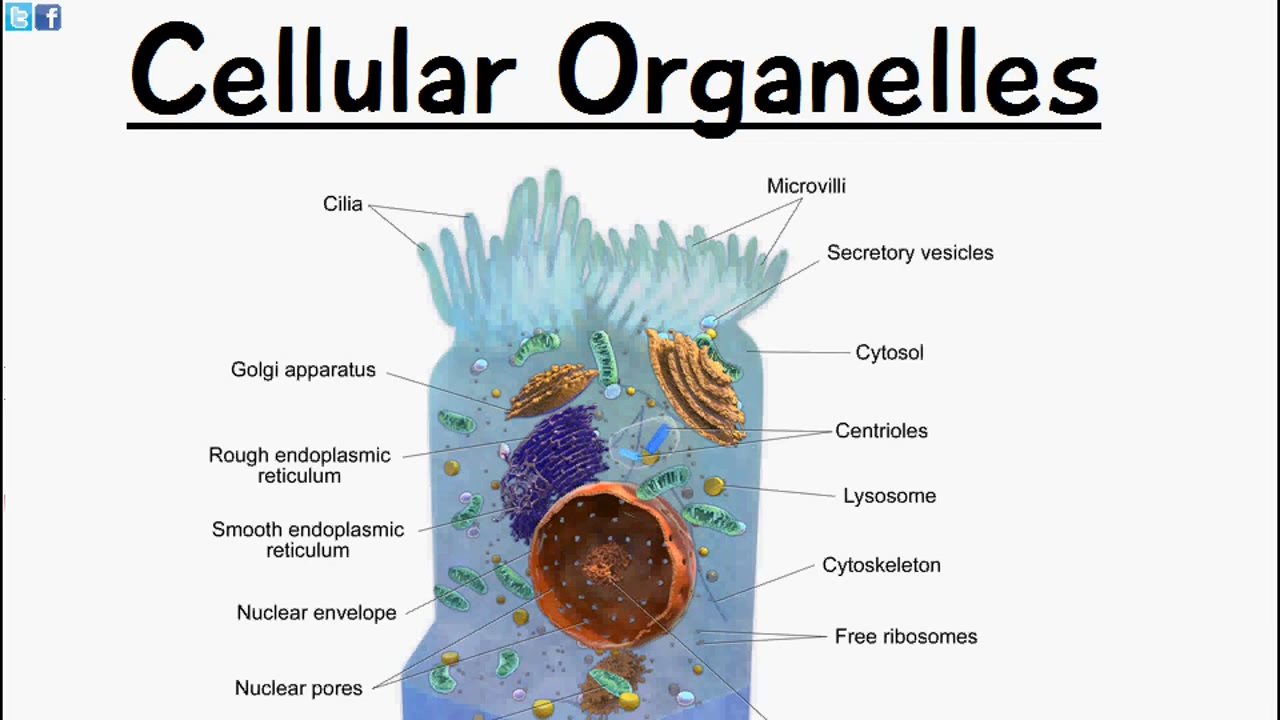 Cellular Organelles
Cilia
Microvilli
Secretory vesicles
Cytosol
Golgi apparatus
Centrioles
Rough endoplasmic
reticulum
Lysosome
Smooth endoplasmic
reticulum
Cytoskeleton
Nuclear envelope
Free ribosomes
Nuclear pores